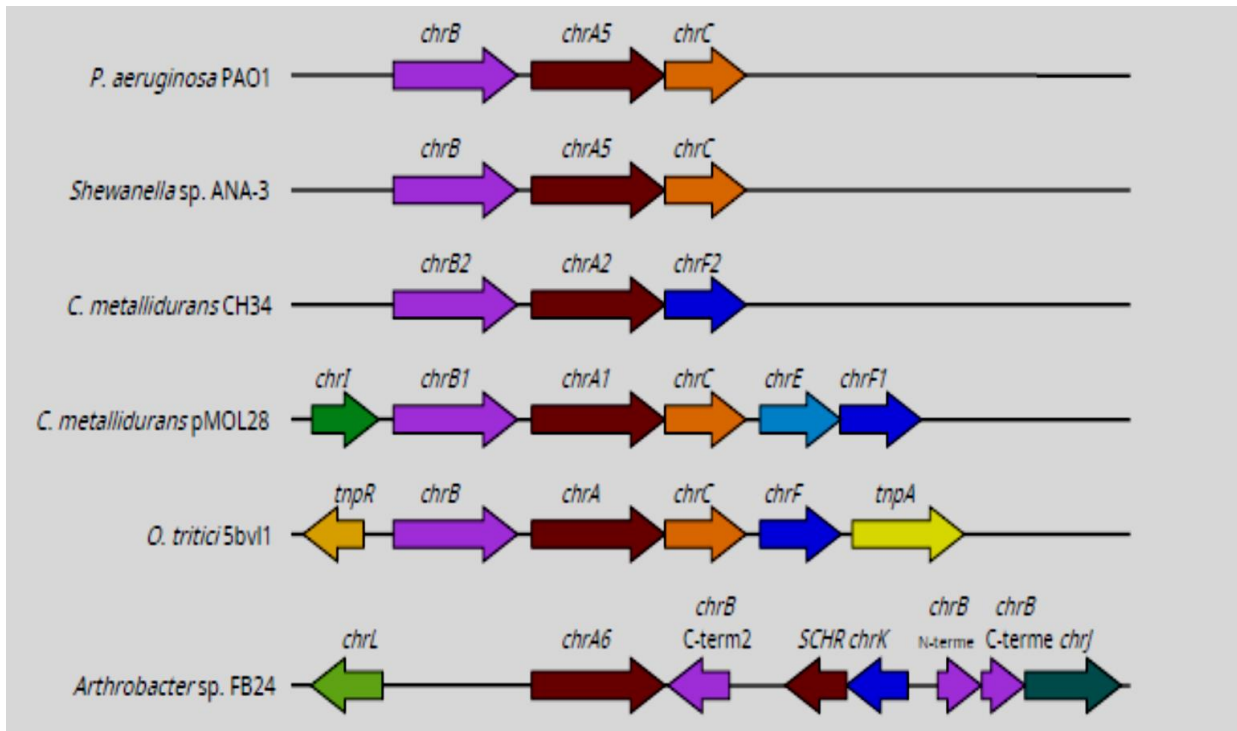 chrB chrA5 chrC
P. aeruginosa PAO1
chrB chrA5 chrC
Shewanella sp. ANA-3
chrB2 chrA2 chrF2
C. metallidurans CH34
chrI chrB1 chrA1 chrC chrE chrF1
C. metallidurans pMOL28
tnpR chrB chrA chrC chrF tnpA
O. tritici 5bvl1
chrB chrB chrB
chrL chrA6 C-term2 SCHR chrK N-terme C-terme chrJ
Arthrobacter sp. FB24